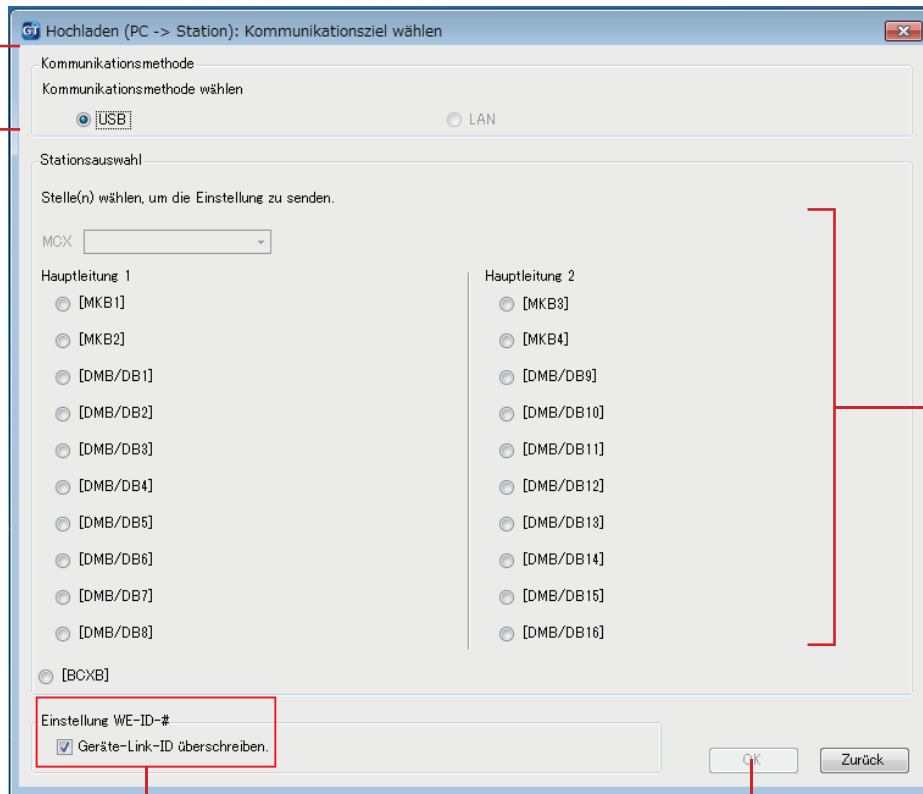 GT Hochladen (PC -> Station): Kommunikationsziel wählen
Kommunikationsmethode
Kommunikationsmethode wählen
USB LAN
Stationsauswahl
Stelle(n) wählen, um die Einstellung zu senden.
MCX
Hauptleitung 1 Hauptleitung 2
[MKB1] [MKB3]
[MKB2] [MKB4]
[DMB/DB1] [DMB/DB9]
[DMB/DB2] [DMB/DB10]
[DMB/DB3] [DMB/DB11]
[DMB/DB4] [DMB/DB12]
[DMB/DB5] [DMB/DB13]
[DMB/DB6] [DMB/DB14]
[DMB/DB7] [DMB/DB15]
[DMB/DB8] [DMB/DB16]
[BCXB]
Einstellung WE-ID-#
Geräte-Link-ID überschreiben.
OK Zurück